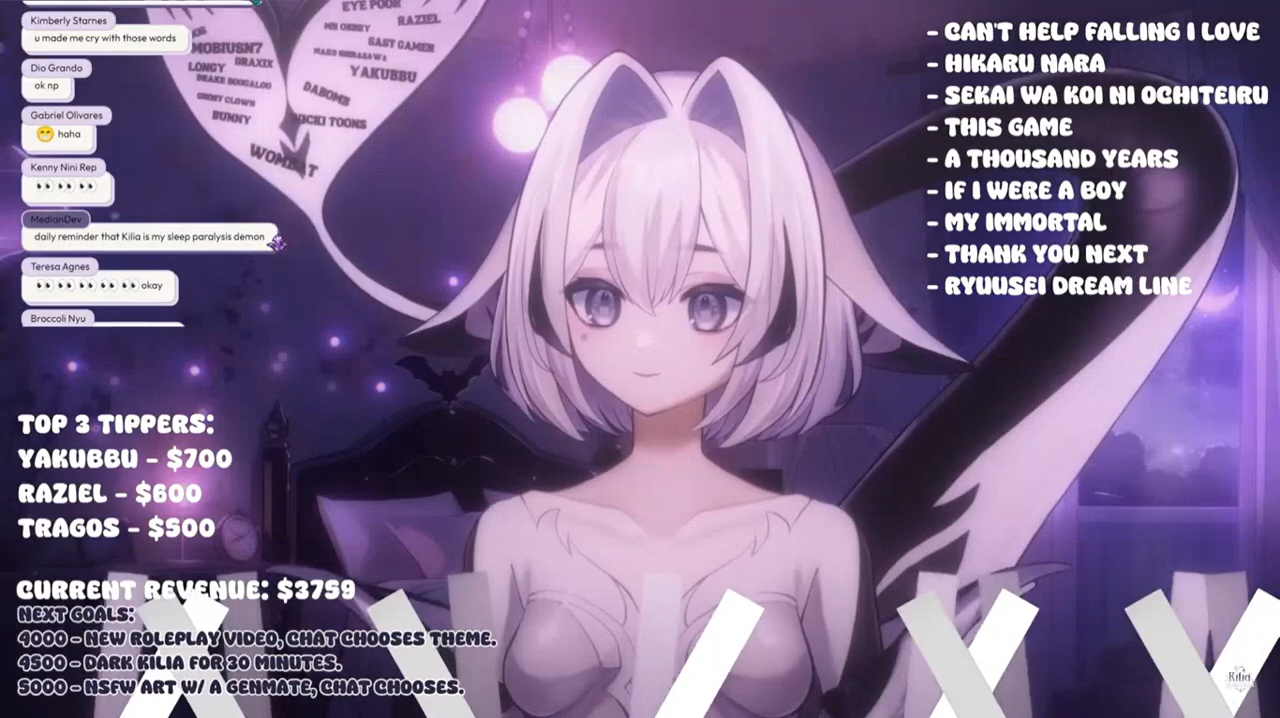 Kimberly Starnes
u made me cry with those words
Dio Grando
ok np
Gabriel Olivares
haha
Kenny Nini Rep
MedianDev
daily reminder that Kilia is my sleep paralysis demon
Teresa Agnes
okay
Broccoli Nyu
EYE POOR
RAZIEL
MOBIUSN7
EAST GAMER
LONGY
DRAXIX
YAKUBBU
DRAKE BOOGALOO
DABOMB
GHOST CLOWN
BUNNY
VICKI TOONS
WOMBAT
- CAN'T HELP FALLING I LOVE
- HIKARU NARA
- SEKAI WA KOI NI OCHITEIRU
- THIS GAME
- A THOUSAND YEARS
- IF I WERE A BOY
- MY IMMORTAL
- THANK YOU NEXT
- RYUUSEI DREAM LINE
TOP 3 TIPPERS:
YAKUBBU - $700
RAZIEL - $600
TRAGOS - $500
CURRENT REVENUE: $3759
NEXT GOALS:
4000 - NEW ROLEPLAY VIDEO, CHAT CHOOSES THEME.
4500 - DARK KILIA FOR 30 MINUTES.
5000 - NSFW ART W/ A GENMATE, CHAT CHOOSES.
Kilia